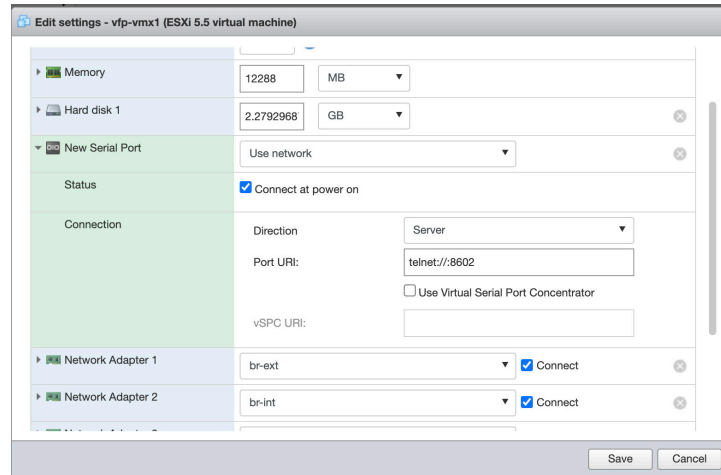 Edit settings - vfp-vmx1 (ESXi 5.5 virtual machine)
Memory 12288 MB
Hard disk 1 2.2792968 GB
New Serial Port Use network
Status Connect at power on
Connection Direction Server
Port URI: telnet://:8602
Use Virtual Serial Port Concentrator
vSPC URI:
Network Adapter 1 br-ext Connect
Network Adapter 2 br-int Connect
Save Cancel